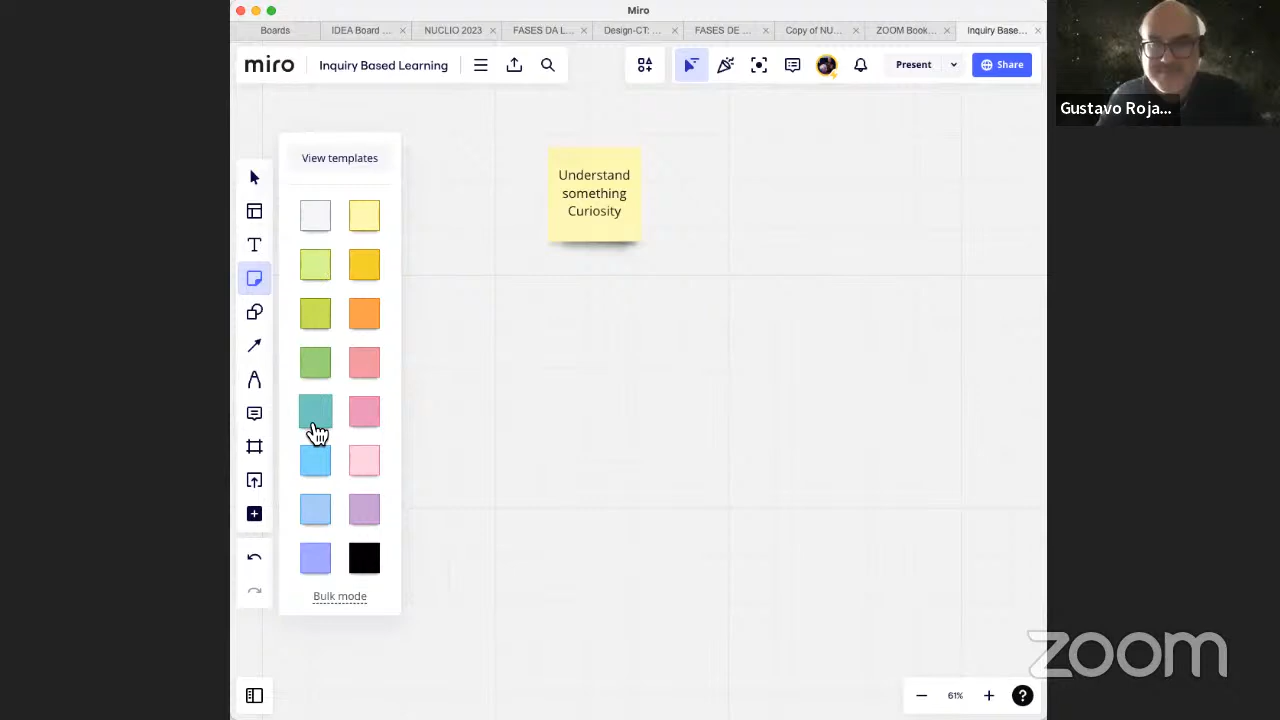 Miro
Boards
IDEA Board ...
NUCLIO 2023
FASES DA L...
Design-CT: ...
FASES DE ...
Copy of NU...
ZOOM Book...
Inquiry Base...
miro
Inquiry Based Learning
Present
Share
Gustavo Roja...
View templates
Understand
something
Curiosity
Bulk mode
zoom
61%
?